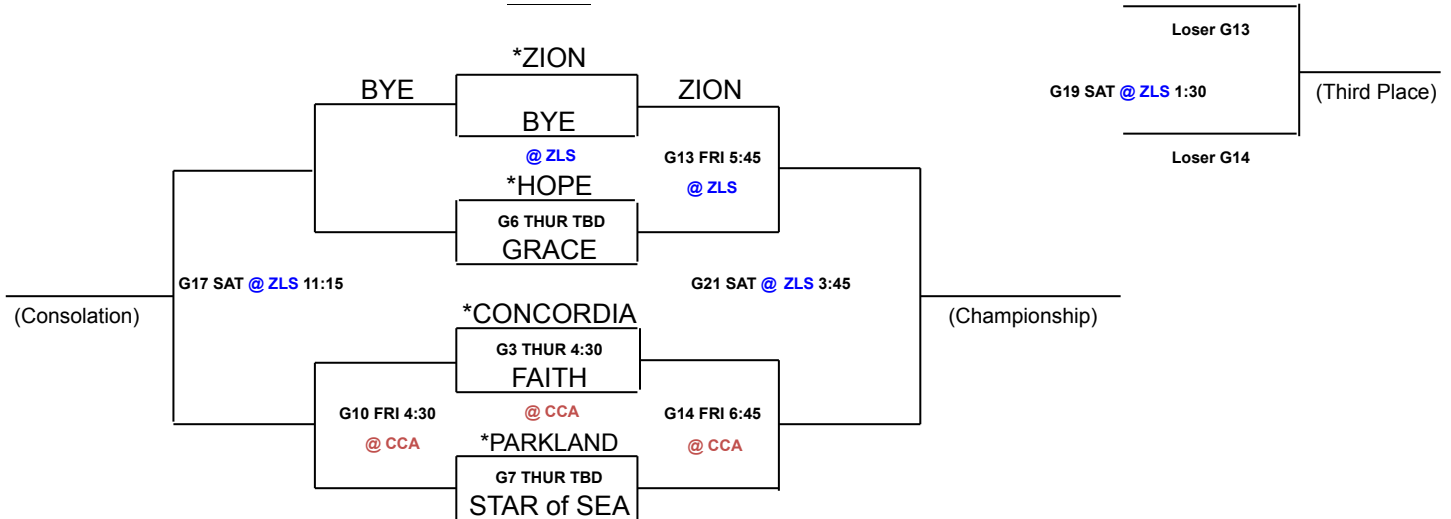 Loser G13
*ZION
BYE
ZION
G19 SAT @ ZLS 1:30
(Third Place)
BYE
@ ZLS
G13 FRI 5:45
Loser G14
*HOPE
@ ZLS
G6 THUR TBD
GRACE
G17 SAT @ ZLS 11:15
G21 SAT @ ZLS 3:45
(Consolation)
*CONCORDIA
(Championship)
G3 THUR 4:30
FAITH
G10 FRI 4:30
@ CCA
G14 FRI 6:45
@ CCA
*PARKLAND
@ CCA
G7 THUR TBD
STAR of SEA